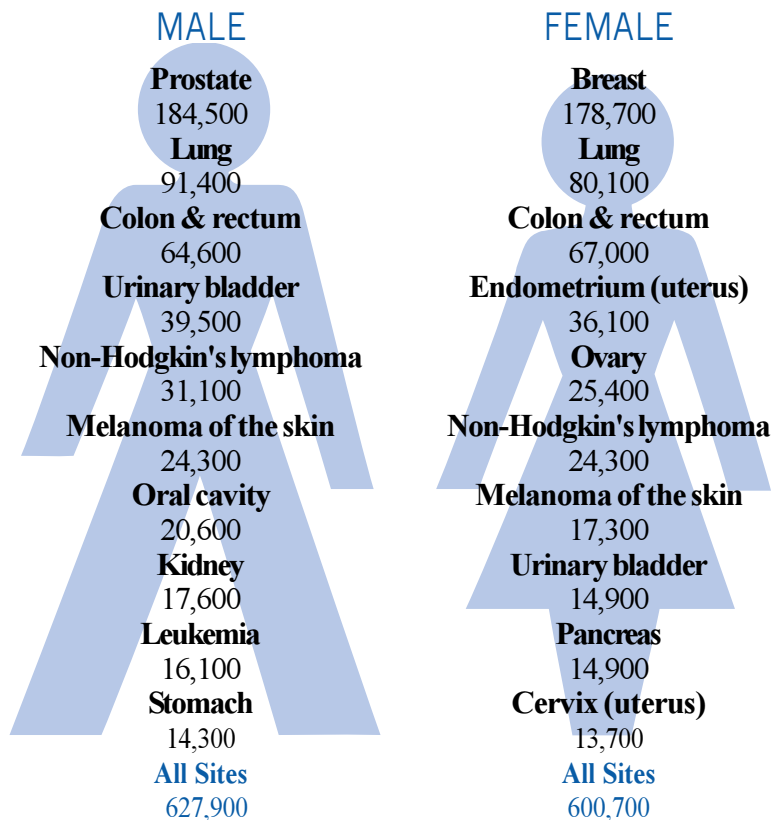 MALE
Prostate
184,500
Lung
91,400
Colon & rectum
64,600
Urinary bladder
39,500
Non-Hodgkin's lymphoma
31,100
Melanoma of the skin
24,300
Oral cavity
20,600
Kidney
17,600
Leukemia
16,100
Stomach
14,300
All Sites
627,900
FEMALE
Breast
178,700
Lung
80,100
Colon & rectum
67,000
Endometrium (uterus)
36,100
Ovary
25,400
Non-Hodgkin's lymphoma
24,300
Melanoma of the skin
17,300
Urinary bladder
14,900
Pancreas
14,900
Cervix (uterus)
13,700
All Sites
600,700